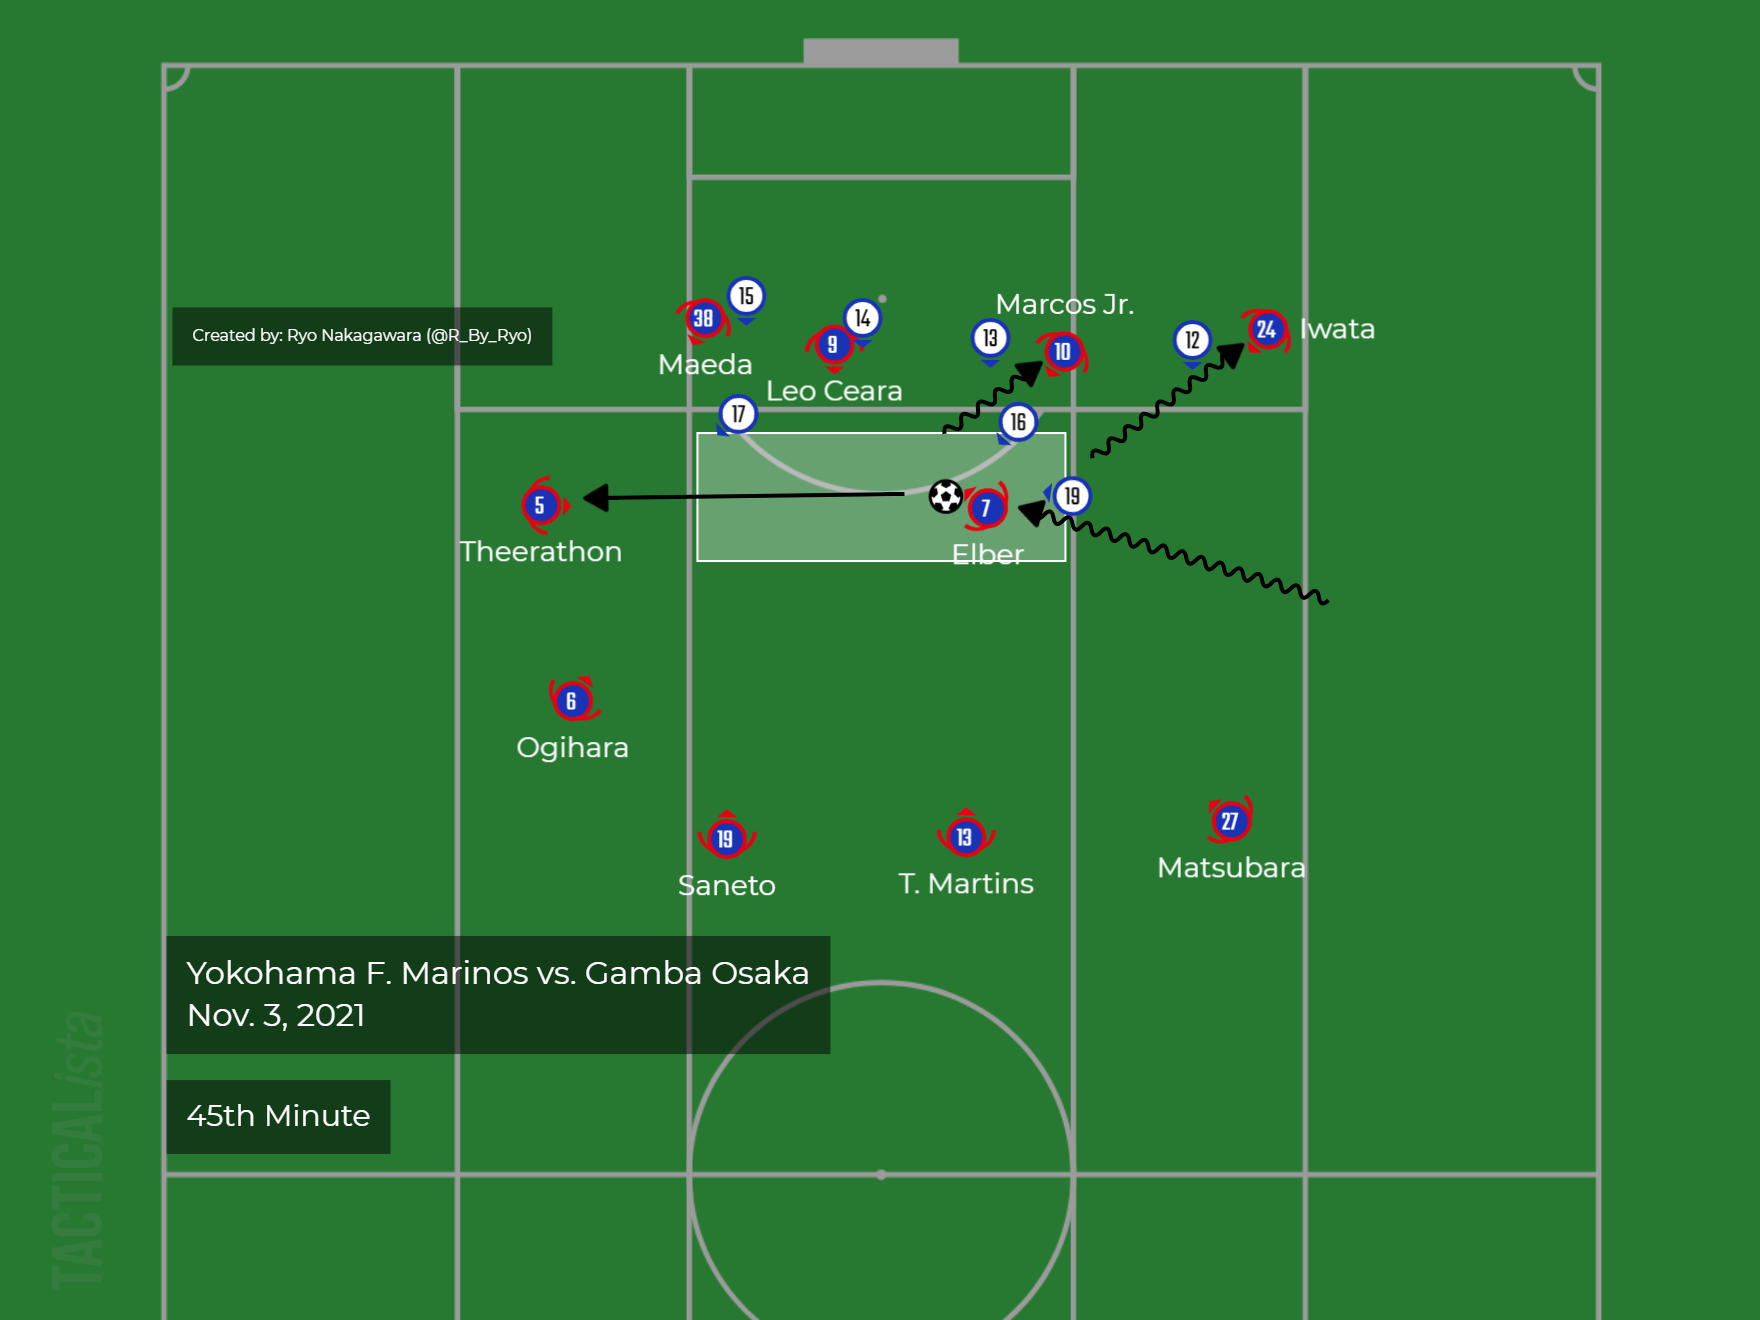 15
38
14
Marcos Jr.
Created by: Ryo Nakagawara (@R_By_Ryo)
9
13
10
12
24
Iwata
Maeda
Leo Ceara
17
16
5
7
19
Theerathon
Elber
6
Ogihara
19
13
27
Saneto
T. Martins
Matsubara
Yokohama F. Marinos vs. Gamba Osaka
Nov. 3, 2021
45th Minute
TACTICALista